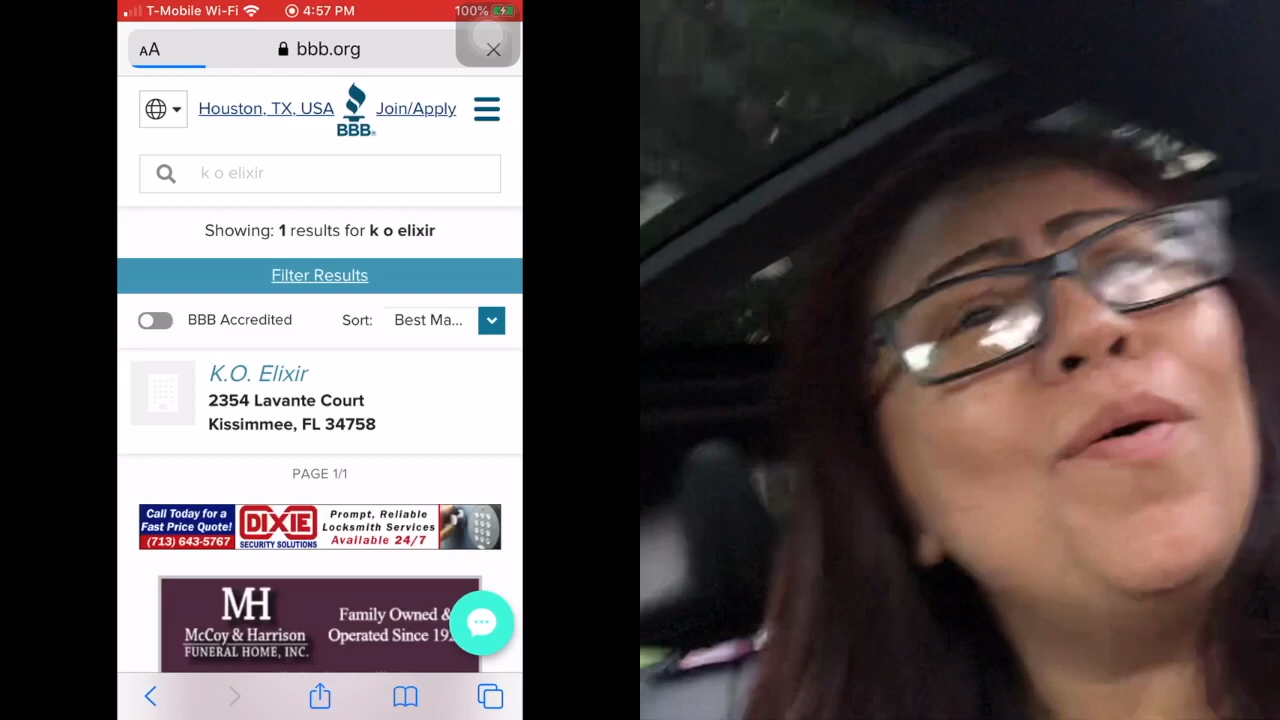 T-Mobile Wi-Fi 4:57 PM 100%
AA bbb.org
Houston, TX, USA BBB. Join/Apply
k o elixir
Showing: 1 results for k o elixir
Filter Results
BBB Accredited Sort: Best Ma...
K.O. Elixir
2354 Lavante Court
Kissimmee, FL 34758
PAGE 1/1
Call Today for a
Fast Price Quote!
(713) 643-5767
DIXIE
SECURITY SOLUTIONS
Prompt, Reliable
Locksmith Services
Available 24/7
MH
McCoy & Harrison
FUNERAL HOME, INC.
Family Owned &
Operated Since 19